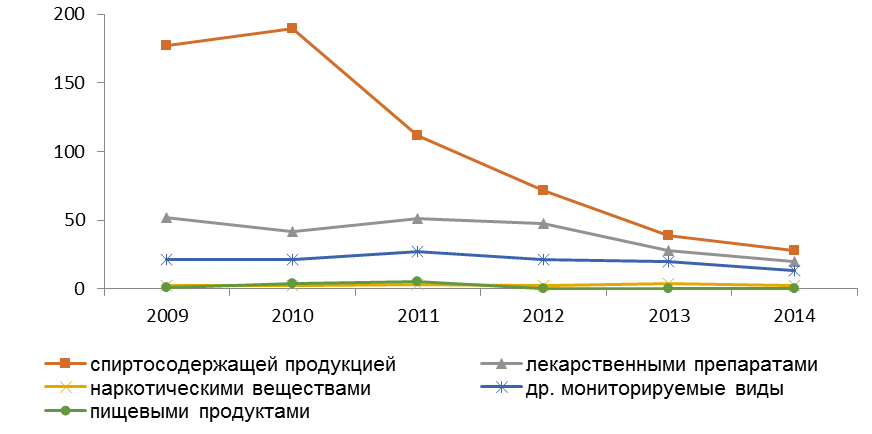 200
150
100
50
0
2009 2010 2011 2012 2013 2014
спиртосодержащей продукцией лекарственными препаратами
наркотическими веществами др. мониторируемые виды
пищевыми продуктами